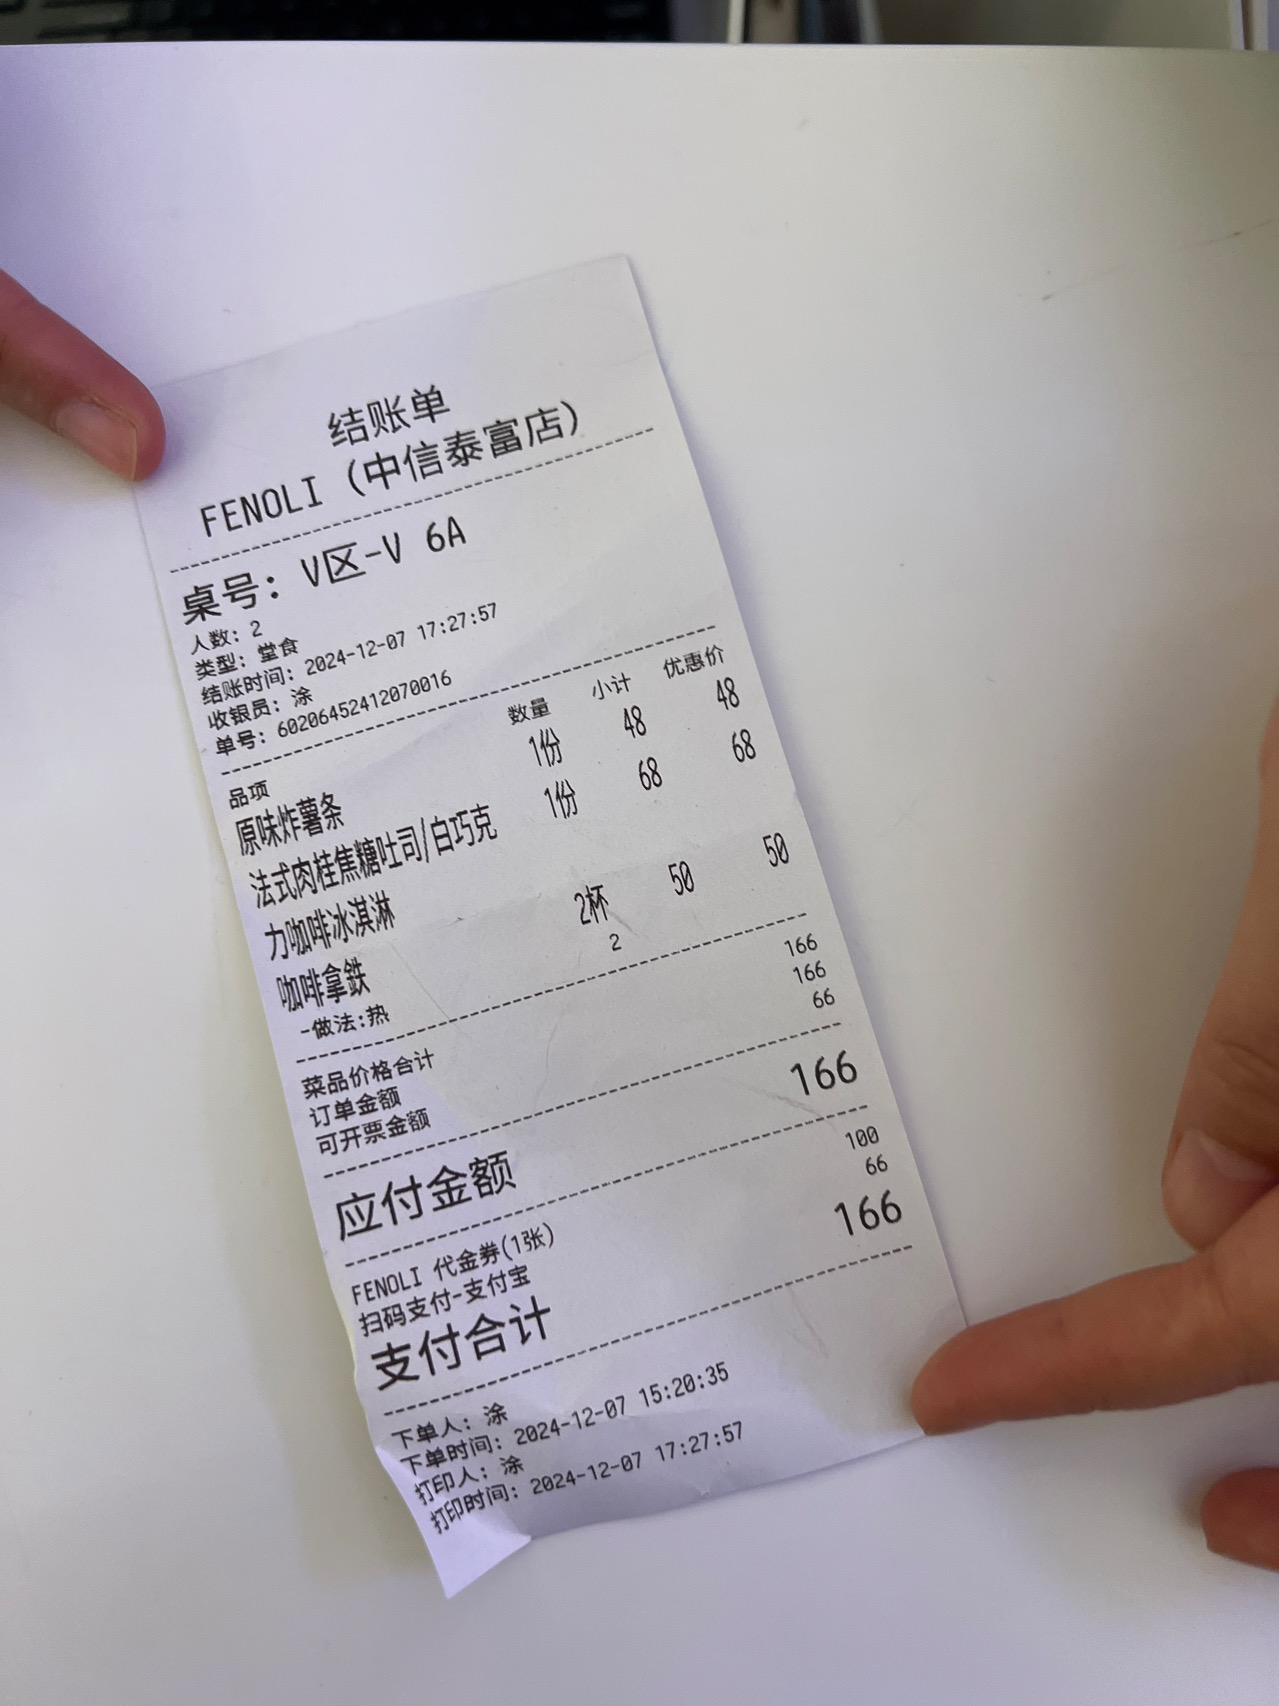 结账单
FENOLI (中信泰富店)
桌号: V区-V 6A
人数: 2
类型: 堂食
结账时间: 2024-12-07 17:27:57
收银员: 涂
单号: 60206452412070016
品项 数量 小计 优惠价
原味炸薯条 1份 48 48
法式肉桂焦糖吐司/白巧克 1份 68 68
力咖啡冰淇淋
咖啡拿鉄 2杯 50 50
-做法:热 2
菜品价格合计 166
订单金额 166
可开票金额 66
应付金额 166
FENOLI 代金券(1张) 100
扫码支付-支付宝 66
支付合计 166
下单人: 涂
下单时间: 2024-12-07 15:20:35
打印人: 涂
打印时间: 2024-12-07 17:27:57